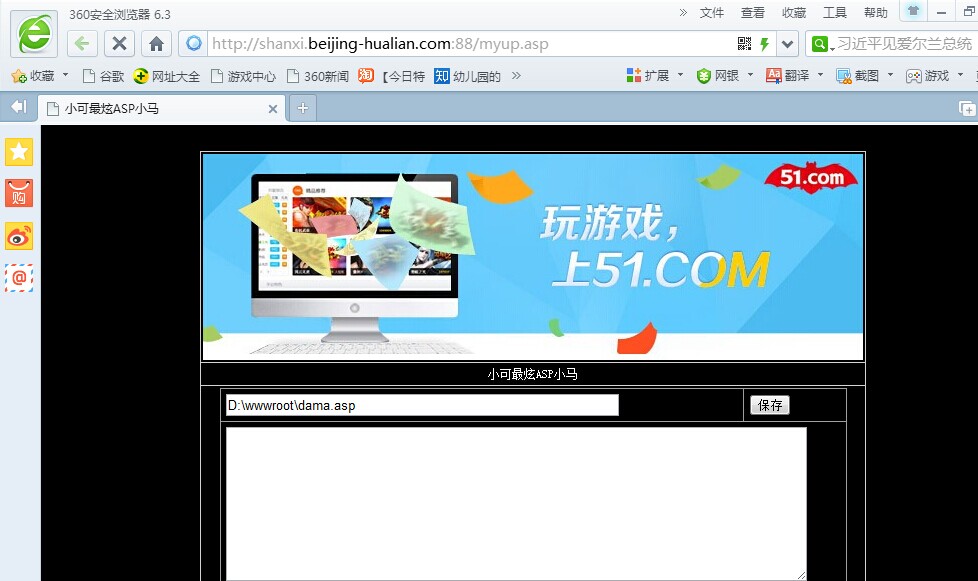 360安全浏览器 6.3
» 文件 查看 收藏 工具 帮助
http://shanxi.beijing-hualian.com:88/myup.asp
习近平见爱尔兰总统
收藏 谷歌 网址大全 游戏中心 360新闻 淘 【今日特 知 幼儿园的 » 扩展 网银 Aa 翻译 截图 游戏
小可最炫ASP小马
购
51.com
玩游戏，
上51.COM
小可最炫ASP小马
D:\wwwroot\dama.asp
保存